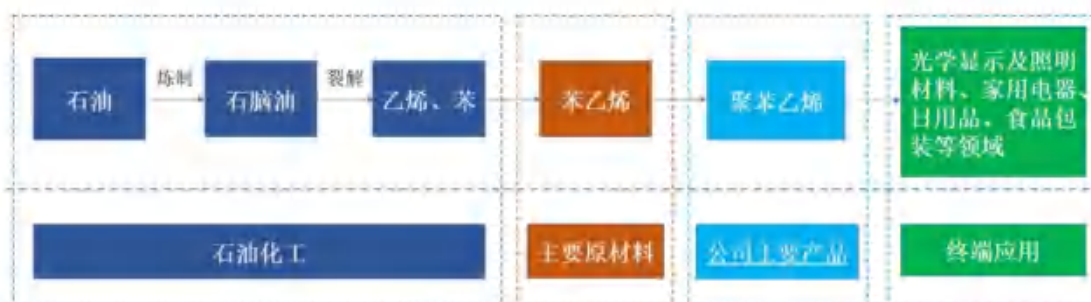 石油
炼制
石脑油
裂解
乙烯、苯
苯乙烯
聚苯乙烯
光学显示及照明
材料、家用电器、
日用品、食品包
装等领域
石油化工
主要原材料
公司主要产品
终端应用